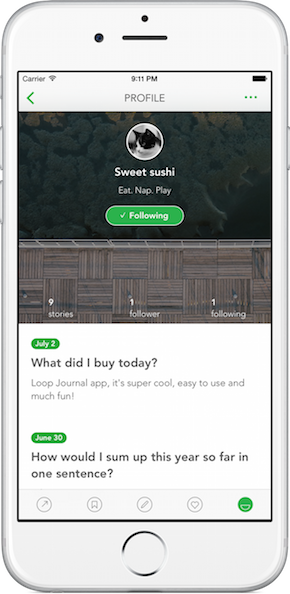 Carrier 9:11 PM
PROFILE
Sweet sushi
Eat. Nap. Play
✓ Following
9 1 1
stories follower following
July 2
What did I buy today?
Loop Journal app, it's super cool, easy to use and
much fun!
June 30
How would I sum up this year so far in
one sentence?